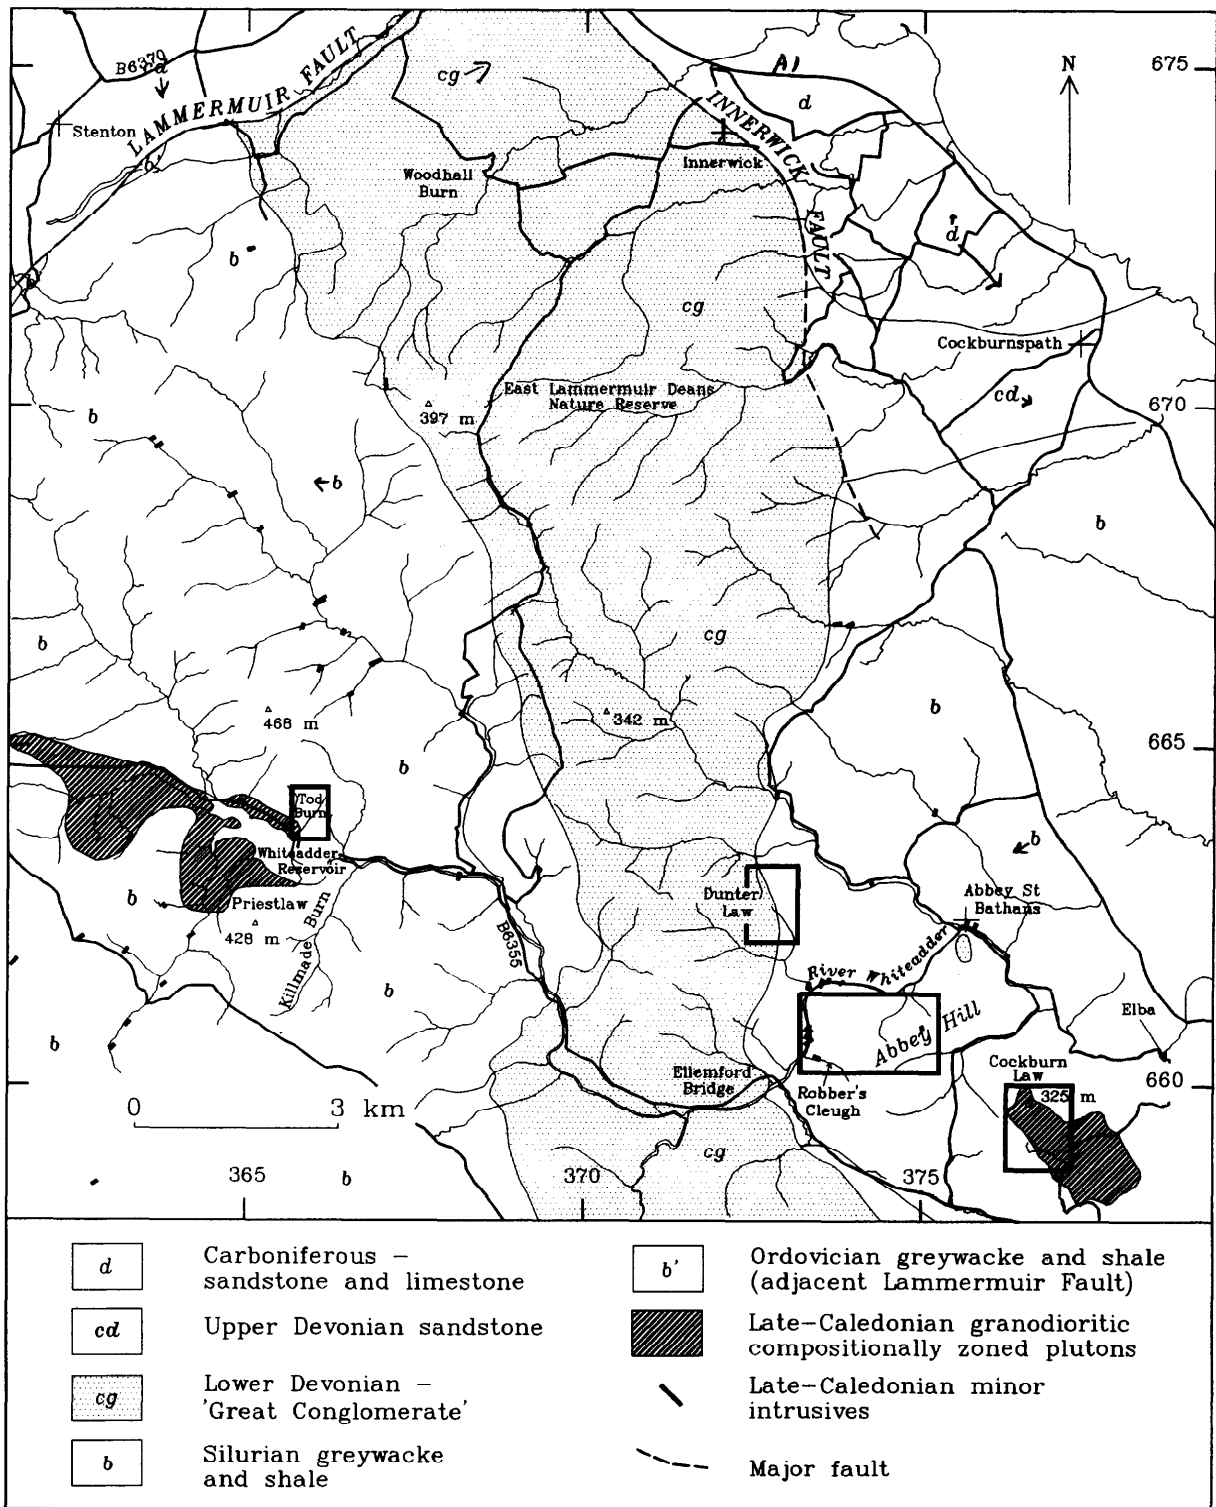 B6370
d
LAMMERMUIR FAULT
cg
A1
675
N
Stenton
b'
INNERWICK FAULT
d
Innerwick
Woodhall
Burn
b
d
cg
Cockburnspath
East Lammermuir Deans
Nature Reserve
cd
670
b
397 m
b
b
cg
b
468 m
342 m
b
665
b
Tod
Burn
b
Whiteadder
Reservoir
b
Priestlaw
428 m
Killmade Burn
B6355
Dunter
Law
Abbey St
Bathans
River Whiteadder
b
Abbey Hill
Elba
b
Ellemford
Bridge
Robber's
Cleugh
Cockburn
Law
325 m
660
0 3 km
cg
365
b
370
375
d
Carboniferous –
sandstone and limestone
cd
Upper Devonian sandstone
cg
Lower Devonian –
'Great Conglomerate'
b
Silurian greywacke
and shale
b'
Ordovician greywacke and shale
(adjacent Lammermuir Fault)
Late–Caledonian granodioritic
compositionally zoned plutons
Late–Caledonian minor
intrusives
Major fault